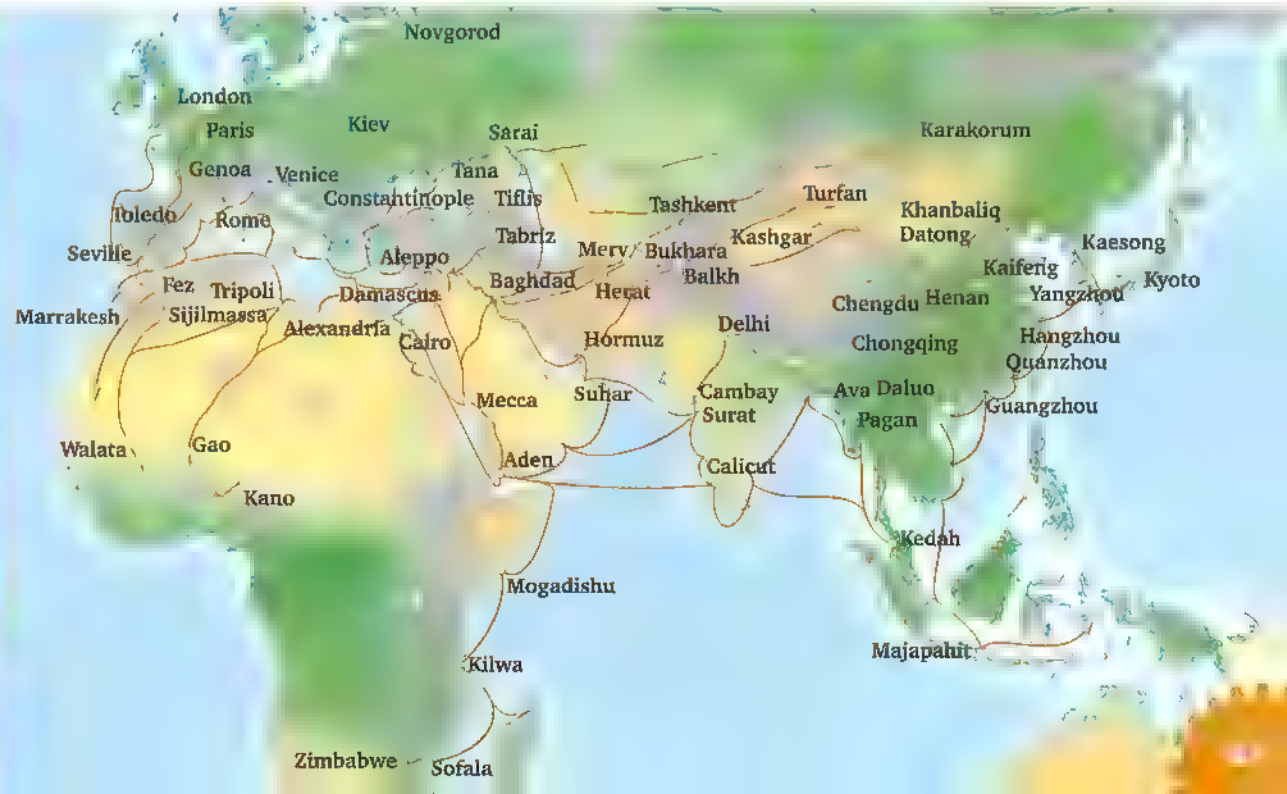 Novgorod
London
Paris
Kiev
Sarai
Karakorum
Genoa
Venice
Tana
Constantinople
Tiflis
Tashkent
Turfan
Toledo
Rome
Khanbaliq
Datong
Seville
Aleppo
Tabriz
Merv
Bukhara
Kashgar
Kaesong
Fez
Tripoli
Damascus
Baghdad
Herat
Balkh
Kaifeng
Kyoto
Marrakesh
Sijilmassa
Alexandria
Cairo
Chengdu
Henan
Yangzhou
Hormuz
Delhi
Chongqing
Hangzhou
Quanzhou
Mecca
Suhar
Cambay
Surat
Ava
Daluo
Pagan
Guangzhou
Walata
Gao
Aden
Calicut
Kano
Kedah
Mogadishu
Kilwa
Majapahit
Zimbabwe
Sofala